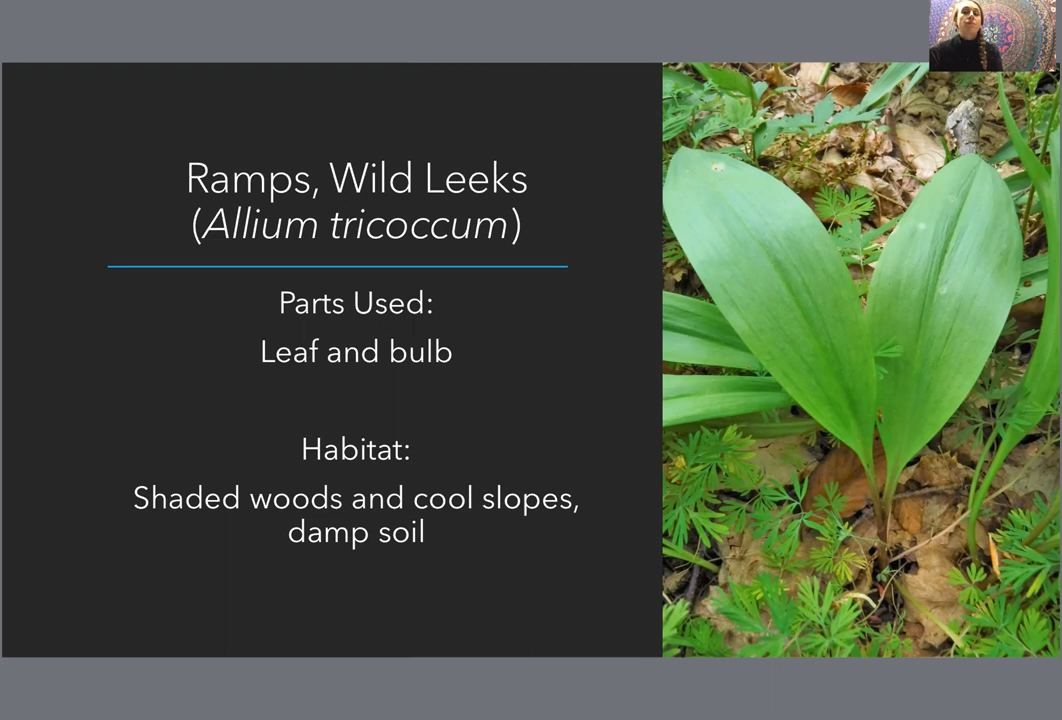 Ramps, Wild Leeks
(Allium tricoccum)
Parts Used:
Leaf and bulb
Habitat:
Shaded woods and cool slopes,
damp soil